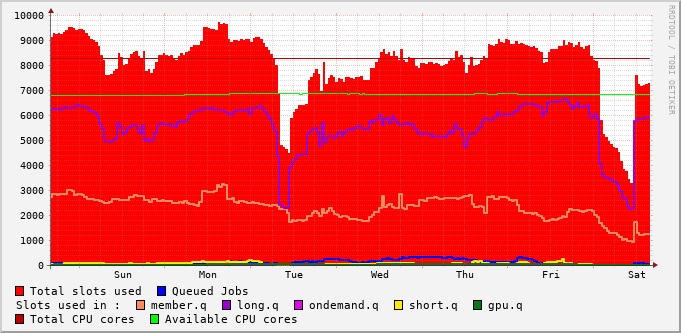 10000
9000
8000
7000
6000
5000
4000
3000
2000
1000
0
Sun Mon Tue Wed Thu Fri Sat
RRDTOOL / TOBI OETIKER
Total slots used Queued Jobs
Slots used in : member.q long.q ondemand.q short.q gpu.q
Total CPU cores Available CPU cores